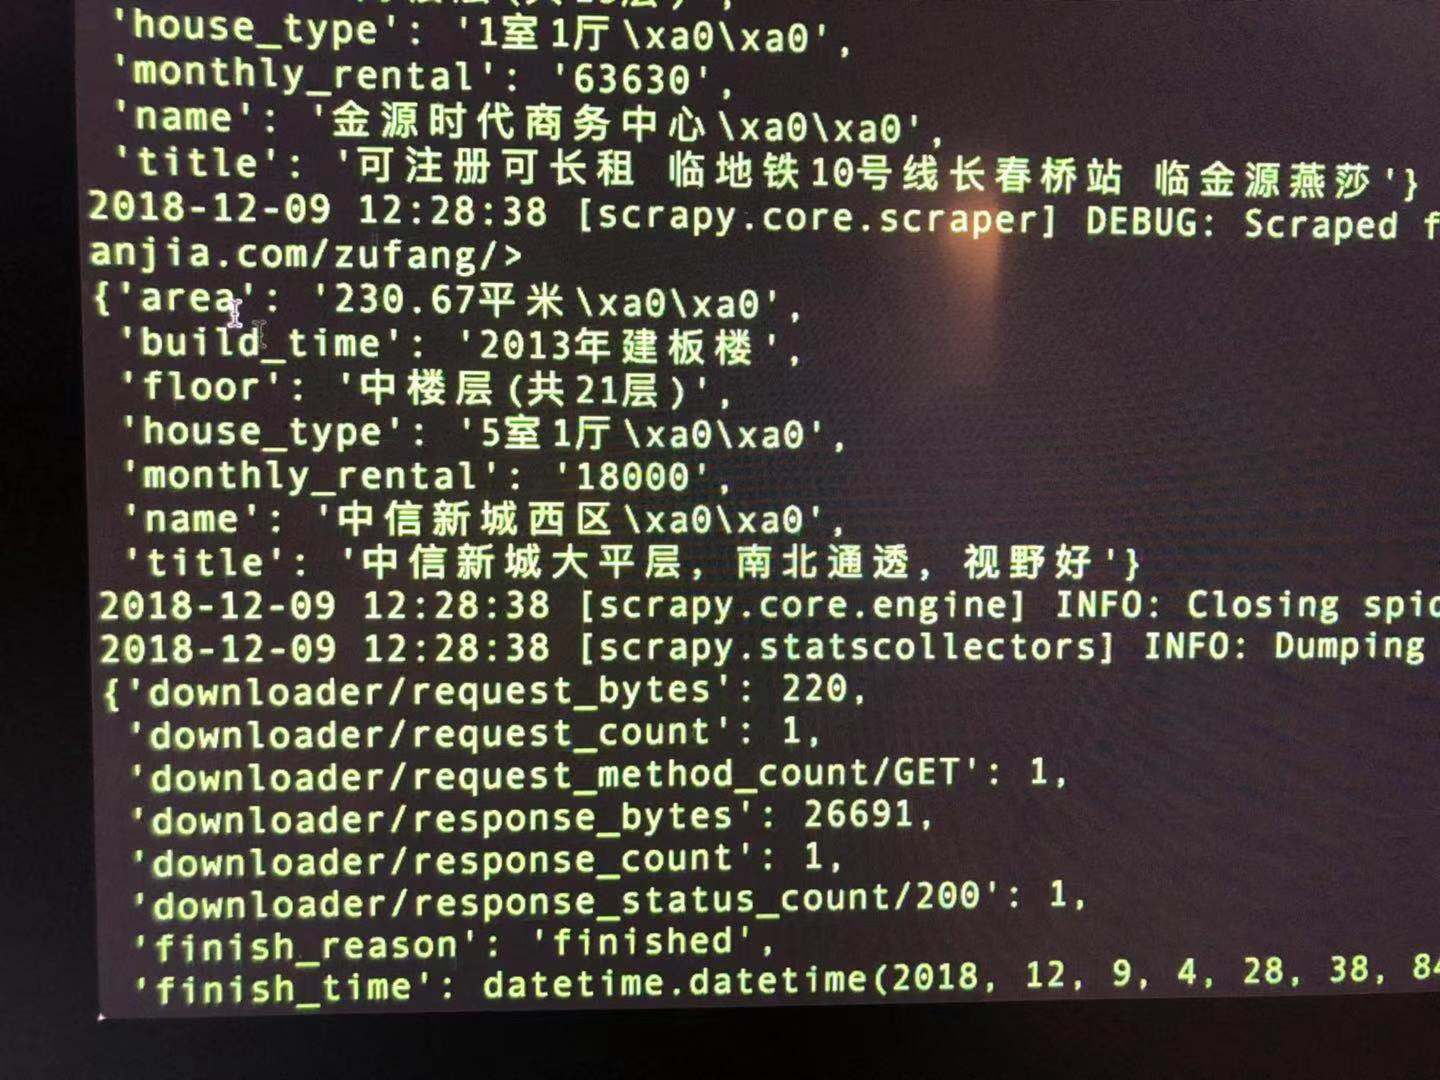 'house_type': '1室1厅\xa0\xa0',
'monthly_rental': '63630',
'name': '金源时代商务中心\xa0\xa0',
'title': '可注册可长租 临地铁10号线长春桥站 临金源燕莎'}
2018-12-09 12:28:38 [scrapy.core.scraper] DEBUG: Scraped f
anjia.com/zufang/>
{'area': '230.67平米\xa0\xa0',
'build_time': '2013年建板楼',
'floor': '中楼层(共21层)',
'house_type': '5室1厅\xa0\xa0',
'monthly_rental': '18000',
'name': '中信新城西区\xa0\xa0',
'title': '中信新城大平层，南北通透，视野好'}
2018-12-09 12:28:38 [scrapy.core.engine] INFO: Closing spid
2018-12-09 12:28:38 [scrapy.statscollectors] INFO: Dumping
{'downloader/request_bytes': 220,
'downloader/request_count': 1,
'downloader/request_method_count/GET': 1,
'downloader/response_bytes': 26691,
'downloader/response_count': 1,
'downloader/response_status_count/200': 1,
'finish_reason': 'finished',
'finish_time': datetime.datetime(2018, 12, 9, 4, 28, 38, 84